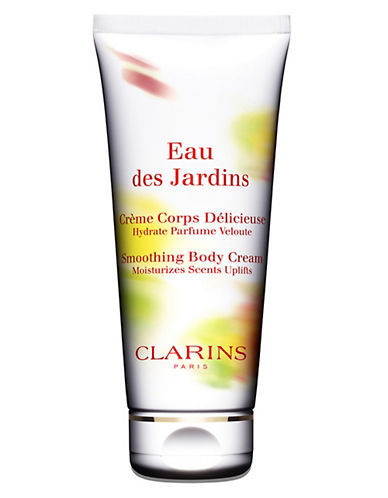 Eau
des Jardins
Crème Corps Délicieuse
Hydrate Parfume Veloute
Smoothing Body Cream
Moisturizes Scents Uplifts
CLARINS
PARIS